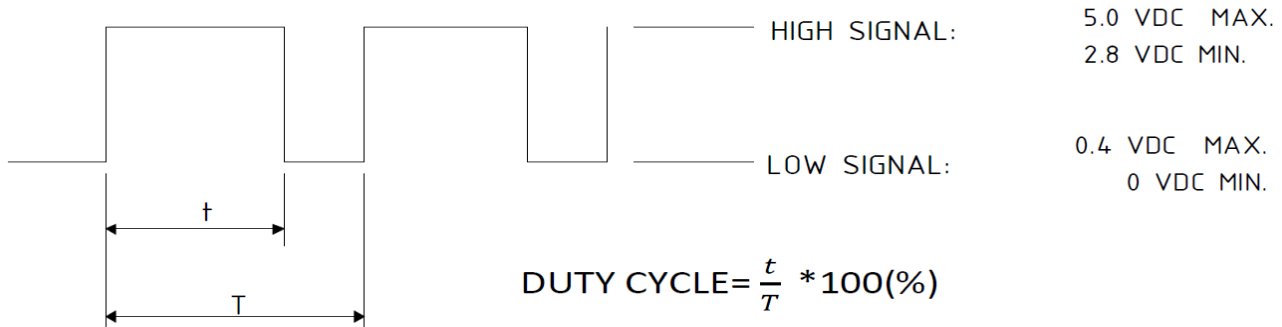 HIGH SIGNAL: 5.0 VDC MAX.
2.8 VDC MIN.
LOW SIGNAL: 0.4 VDC MAX.
0 VDC MIN.
t
T
DUTY CYCLE= t/T *100(%)